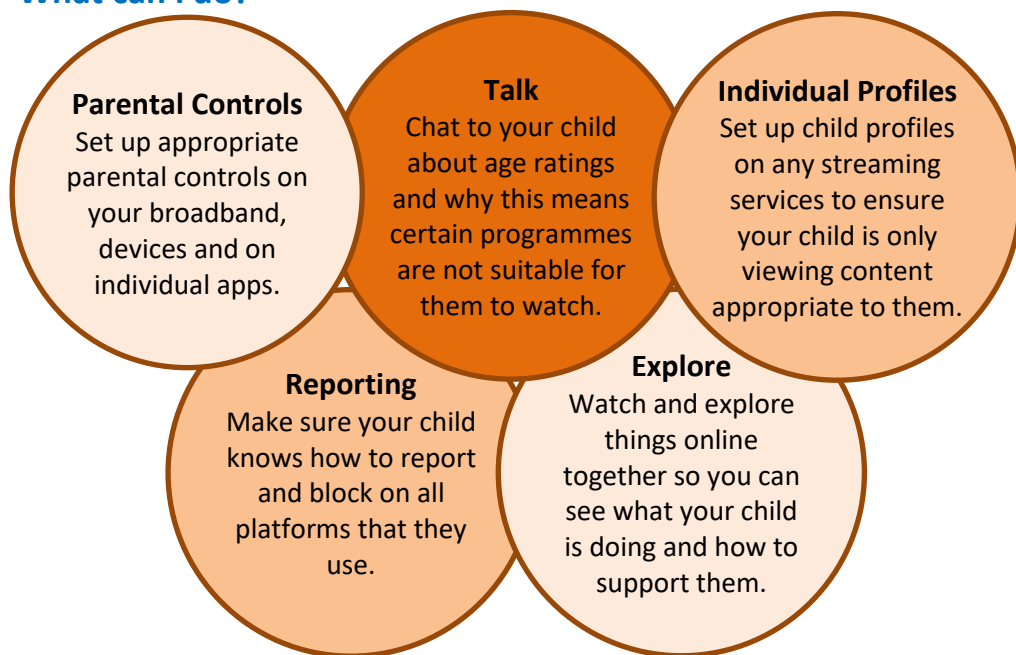 What can I do?
Parental Controls
Set up appropriate
parental controls on
your broadband,
devices and on
individual apps.
Talk
Chat to your child
about age ratings
and why this means
certain programmes
are not suitable for
them to watch.
Individual Profiles
Set up child profiles
on any streaming
services to ensure
your child is only
viewing content
appropriate to them.
Reporting
Make sure your child
knows how to report
and block on all
platforms that they
use.
Explore
Watch and explore
things online
together so you can
see what your child
is doing and how to
support them.